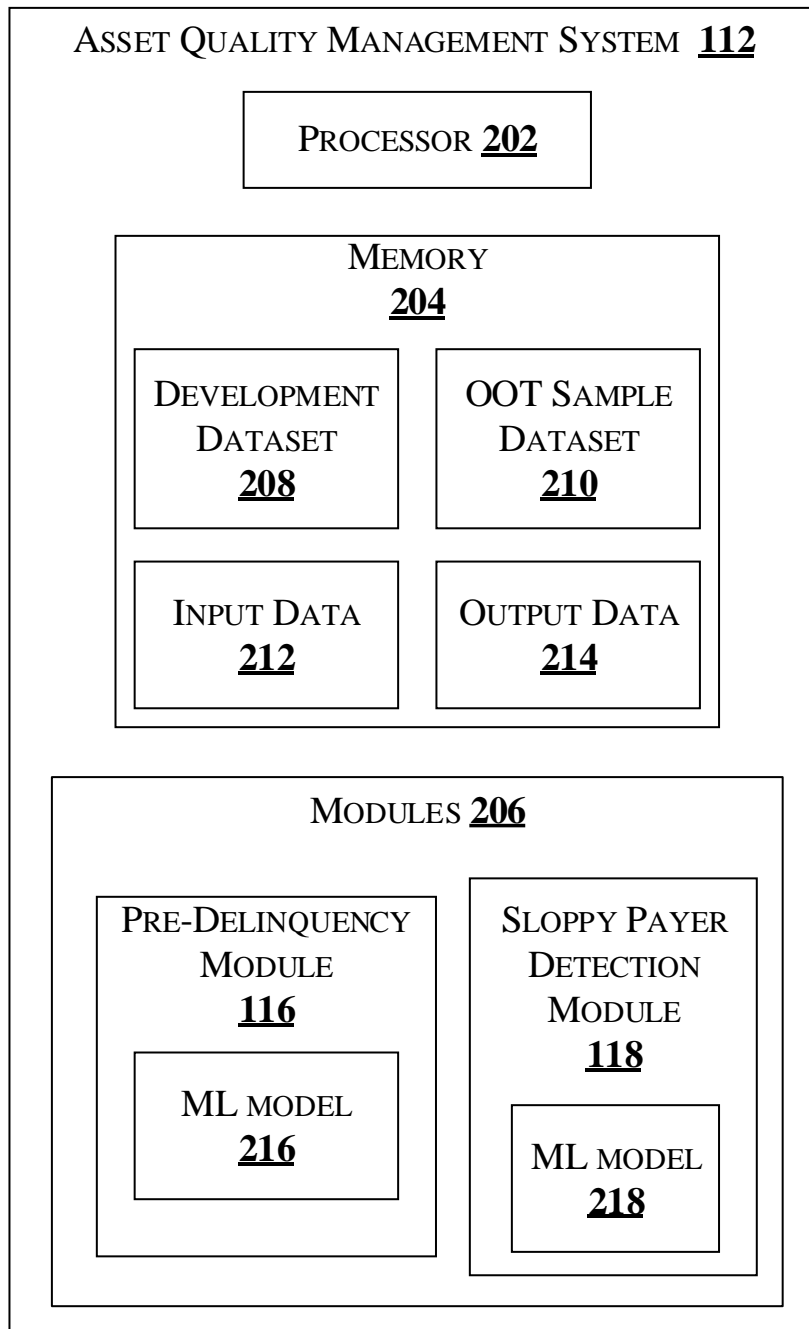 ASSET QUALITY MANAGEMENT SYSTEM 112
PROCESSOR 202
MEMORY
204
DEVELOPMENT
DATASET
208
OOT SAMPLE
DATASET
210
INPUT DATA
212
OUTPUT DATA
214
MODULES 206
PRE-DELINQUENCY
MODULE
116
ML MODEL
216
SLOPPY PAYER
DETECTION
MODULE
118
ML MODEL
218